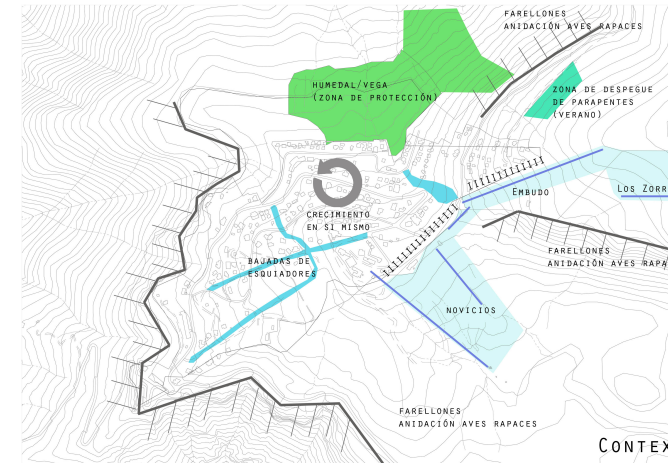 FARELLONES
ANIDACIÓN AVES RAPACES
HUMEDAL/VEGA
(ZONA DE PROTECCIÓN)
ZONA DE DESPEGUE
DE PARAPENTES
(VERANO)
EMBUDO
LOS ZORR
CRECIMIENTO
EN SI MISMO
FARELLONES
ANIDACIÓN AVES RAPA
BAJADAS DE
ESQUIADORES
NOVICIOS
FARELLONES
ANIDACIÓN AVES RAPACES
CONTEX